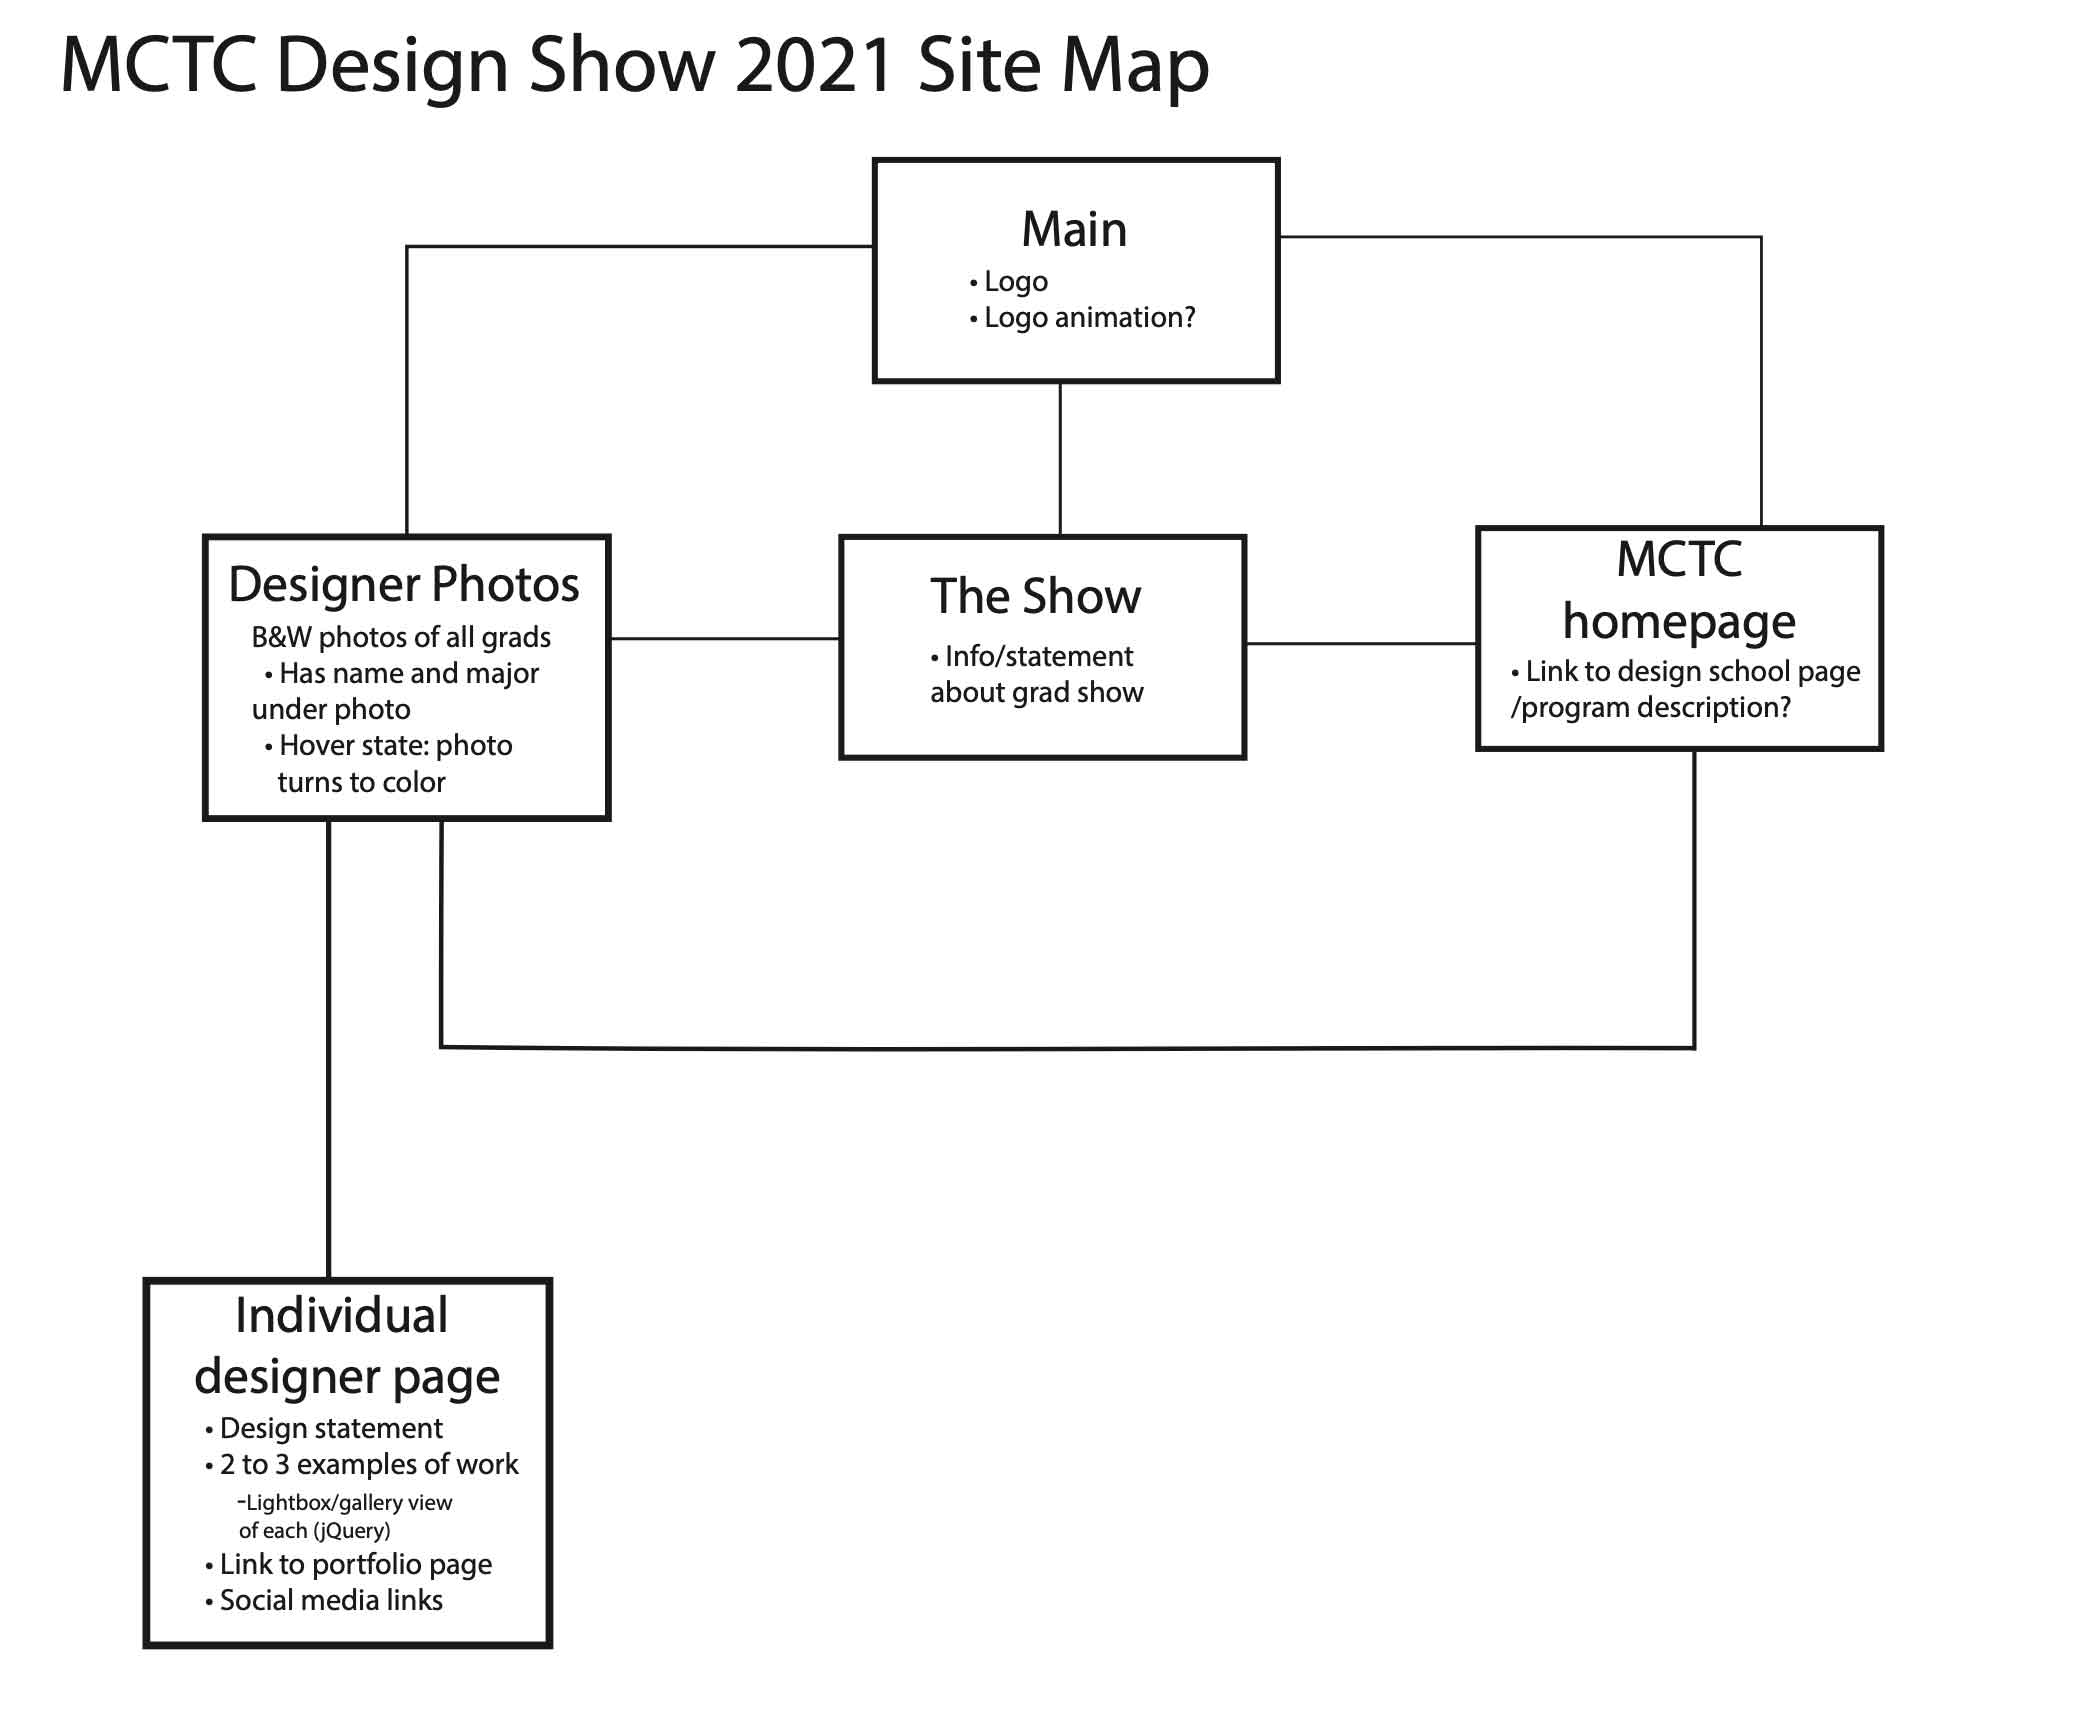 MCTC Design Show 2021 Site Map
Main
• Logo
• Logo animation?
Designer Photos
B&W photos of all grads
• Has name and major
under photo
• Hover state: photo
turns to color
The Show
• Info/statement
about grad show
MCTC
homepage
• Link to design school page
/program description?
Individual
designer page
• Design statement
• 2 to 3 examples of work
-Lightbox/gallery view
of each (jQuery)
• Link to portfolio page
• Social media links